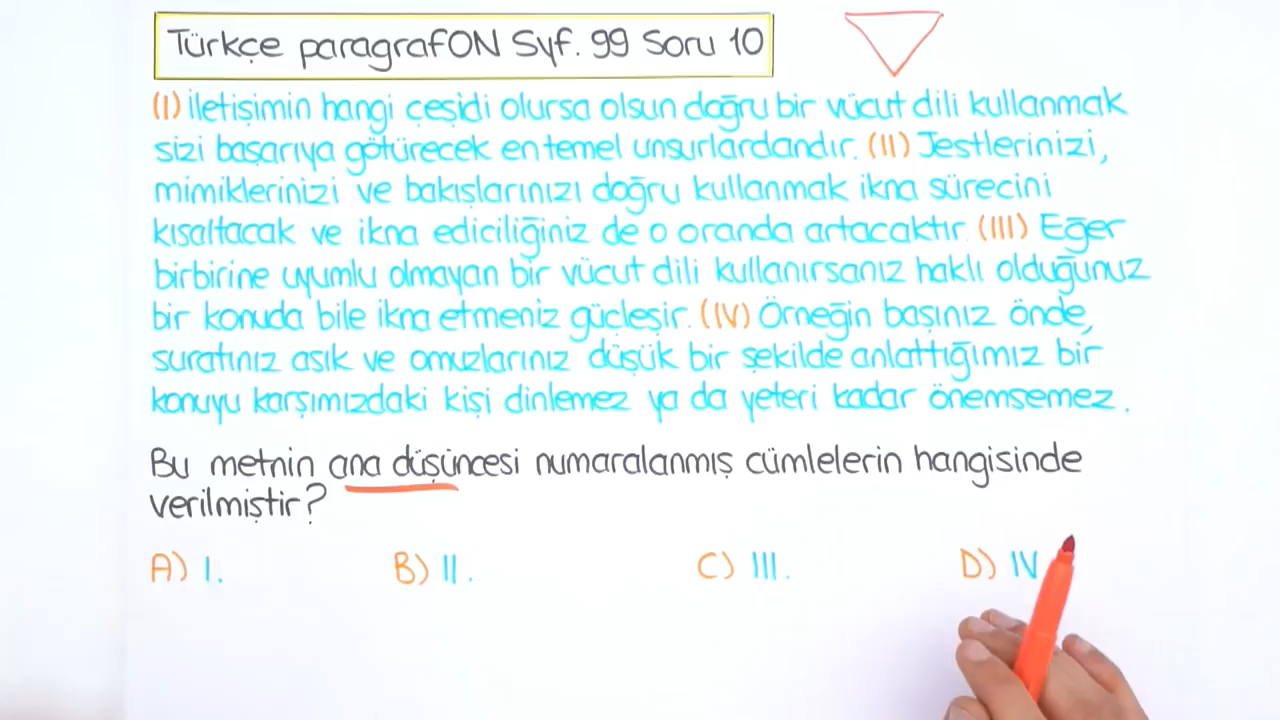 Türkçe paragrafON Syf. 99 Soru 10
(I) İletişimin hangi çeşidi olursa olsun doğru bir vücut dili kullanmak
sizi başarıya götürecek en temel unsurlardandır. (II) Jestlerinizi,
mimiklerinizi ve bakışlarınızı doğru kullanmak ikna sürecini
kısaltacak ve ikna ediciliğiniz de o oranda artacaktır. (III) Eğer
birbirine uyumlu olmayan bir vücut dili kullanırsanız haklı olduğunuz
bir konuda bile ikna etmeniz güçleşir. (IV) Örneğin başınız önde,
suratınız asık ve omuzlarınız düşük bir şekilde anlattığımız bir
konuyu karşımızdaki kişi dinlemez ya da yeteri kadar önemsemez.
Bu metnin ana düşüncesi numaralanmış cümlelerin hangisinde
verilmiştir?
A) I. B) II. C) III. D) IV